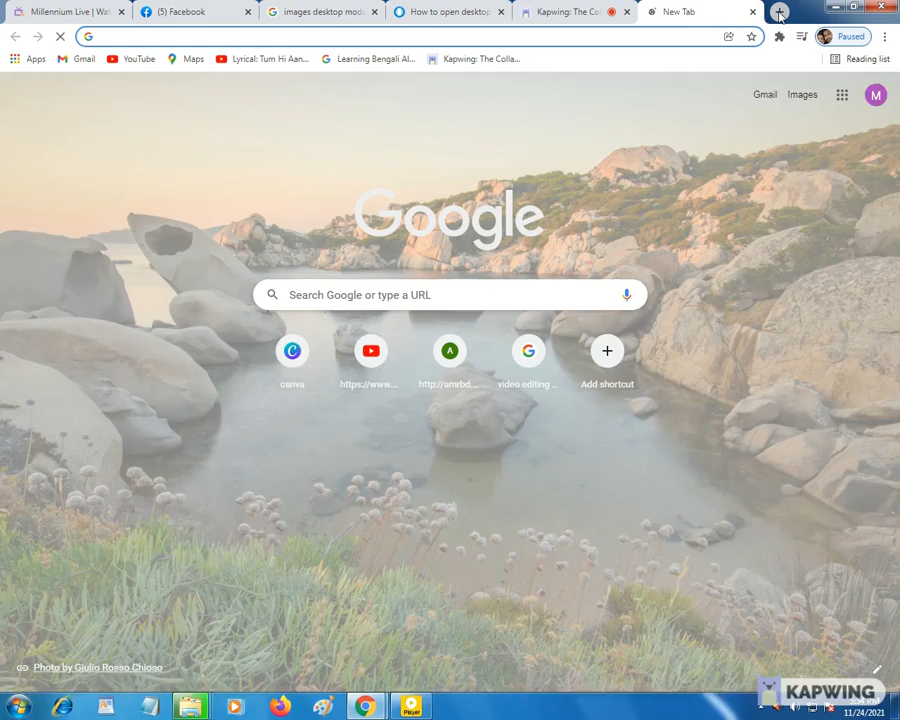 Millennium Live | Wat
(5) Facebook
images desktop mod
How to open desktop
Kapwing: The Co
New Tab
Paused
Apps
Gmail
YouTube
Maps
Lyrical: Tum Hi Aan...
Learning Bengali Al...
Kapwing: The Colla...
Reading list
Gmail
Images
M
Google
Search Google or type a URL
A
canva
https://www...
http://amrbd,...
video editing ...
Add shortcut
Photo by Giulio Rosso Chioso
Player
KAPWING
11/24/2021